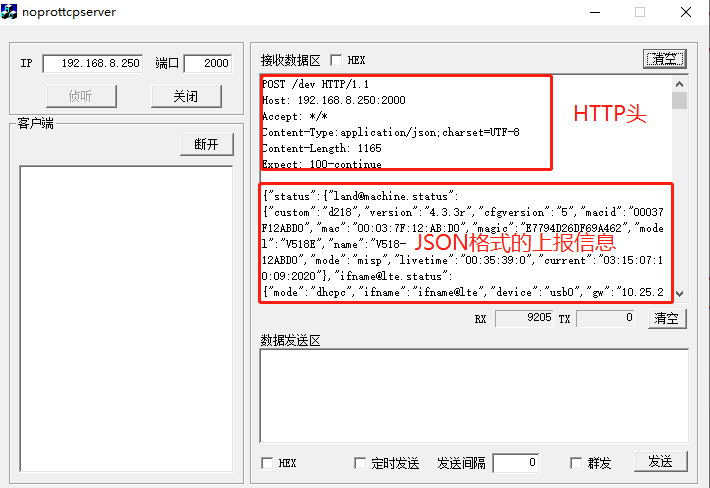 noprottcpserver
IP 192.168.8.250 端口 2000
侦听 关闭
客户端
断开
接收数据区 HEX 清空
POST /dev HTTP/1.1
Host: 192.168.8.250:2000
Accept: */*
Content-Type:application/json;charset=UTF-8
Content-Length: 1165
Expect: 100-continue
HTTP头
{"status":{"land@machine.status":
{"custom":"d218","version":"4.3.3r","cfgversion":"5","macid":"00037
F12ABD0","mac":"00:03:7F:12:AB:D0","magic":"E7794D26DF69A462","mode
l":"V518E","name":"V518-
12ABD0","mode":"misp","livetime":"00:35:39:0","current":"03:15:07:1
0:09:2020"},"ifname@lte.status":
{"mode":"dhcpc","ifname":"ifname@lte","device":"usb0","gw":"10.25.2
JSON格式的上报信息
RX 9205 TX 0 清空
数据发送区
HEX 定时发送 发送间隔 0 群发 发送